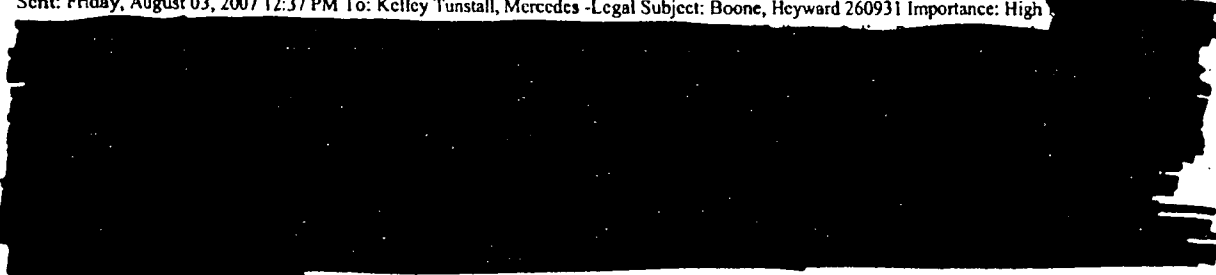 Sent: Friday, August 03, 2007 12:37 PM To: Kelley Tunstall, Mercedes -Legal Subject: Boone, Heyward 260931 Importance: High